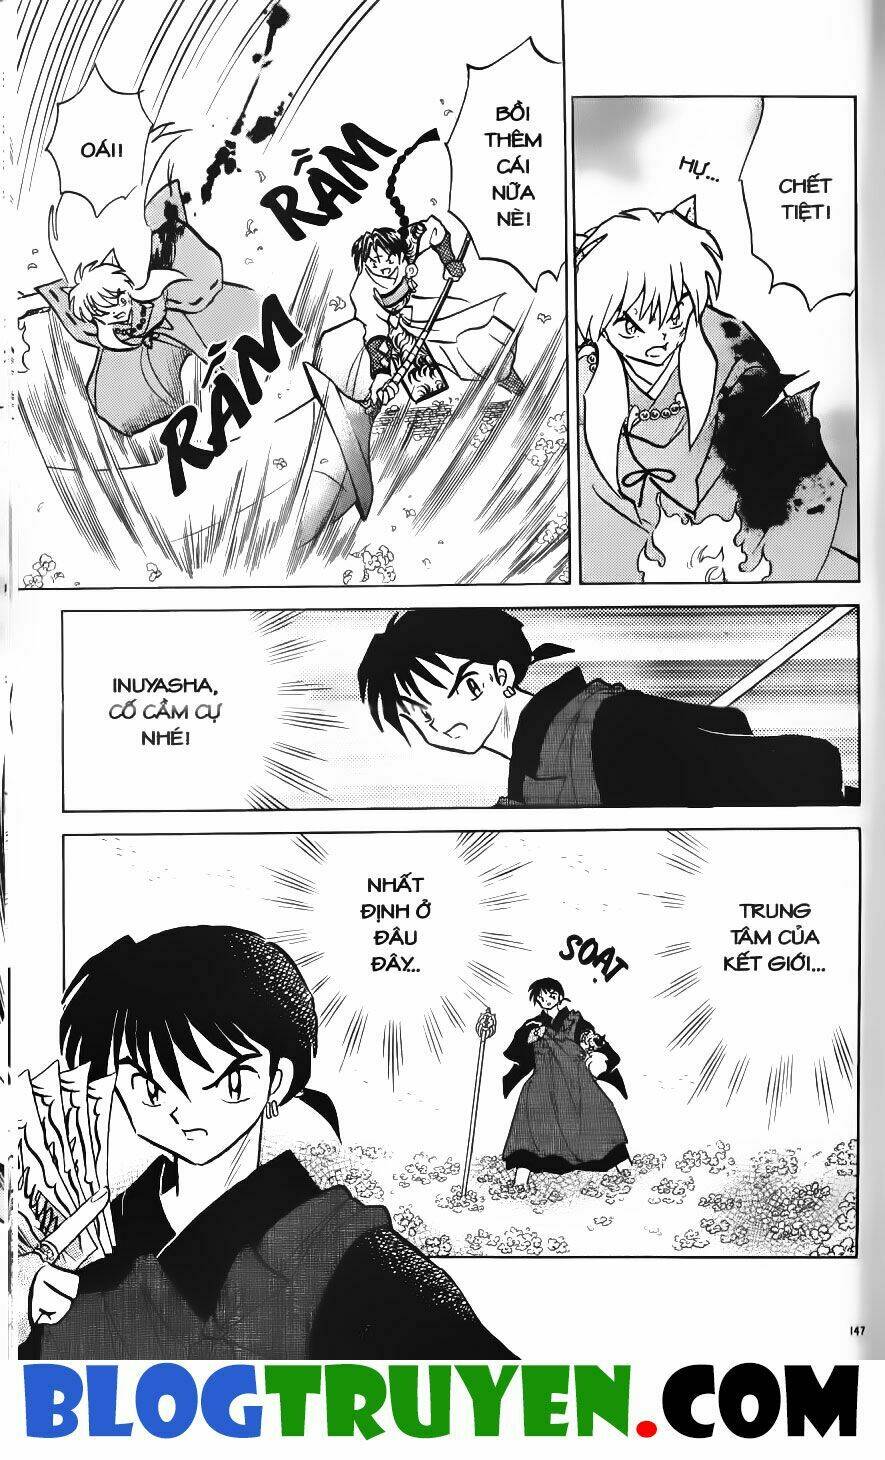 HỰ...
CHẾT
TIỆT!
BỒI
THÊM
CÁI
NỮA
NÈ!
OÁI!
RẦM
RẦM
INUYASHA,
CỐ CẦM CỰ
NHÉ!
TRUNG
TÂM CỦA
KẾT GIỚI...
SOẠT
NHẤT
ĐỊNH Ở
ĐÂU
ĐÂY...
147
BLOGTRUYEN.COM